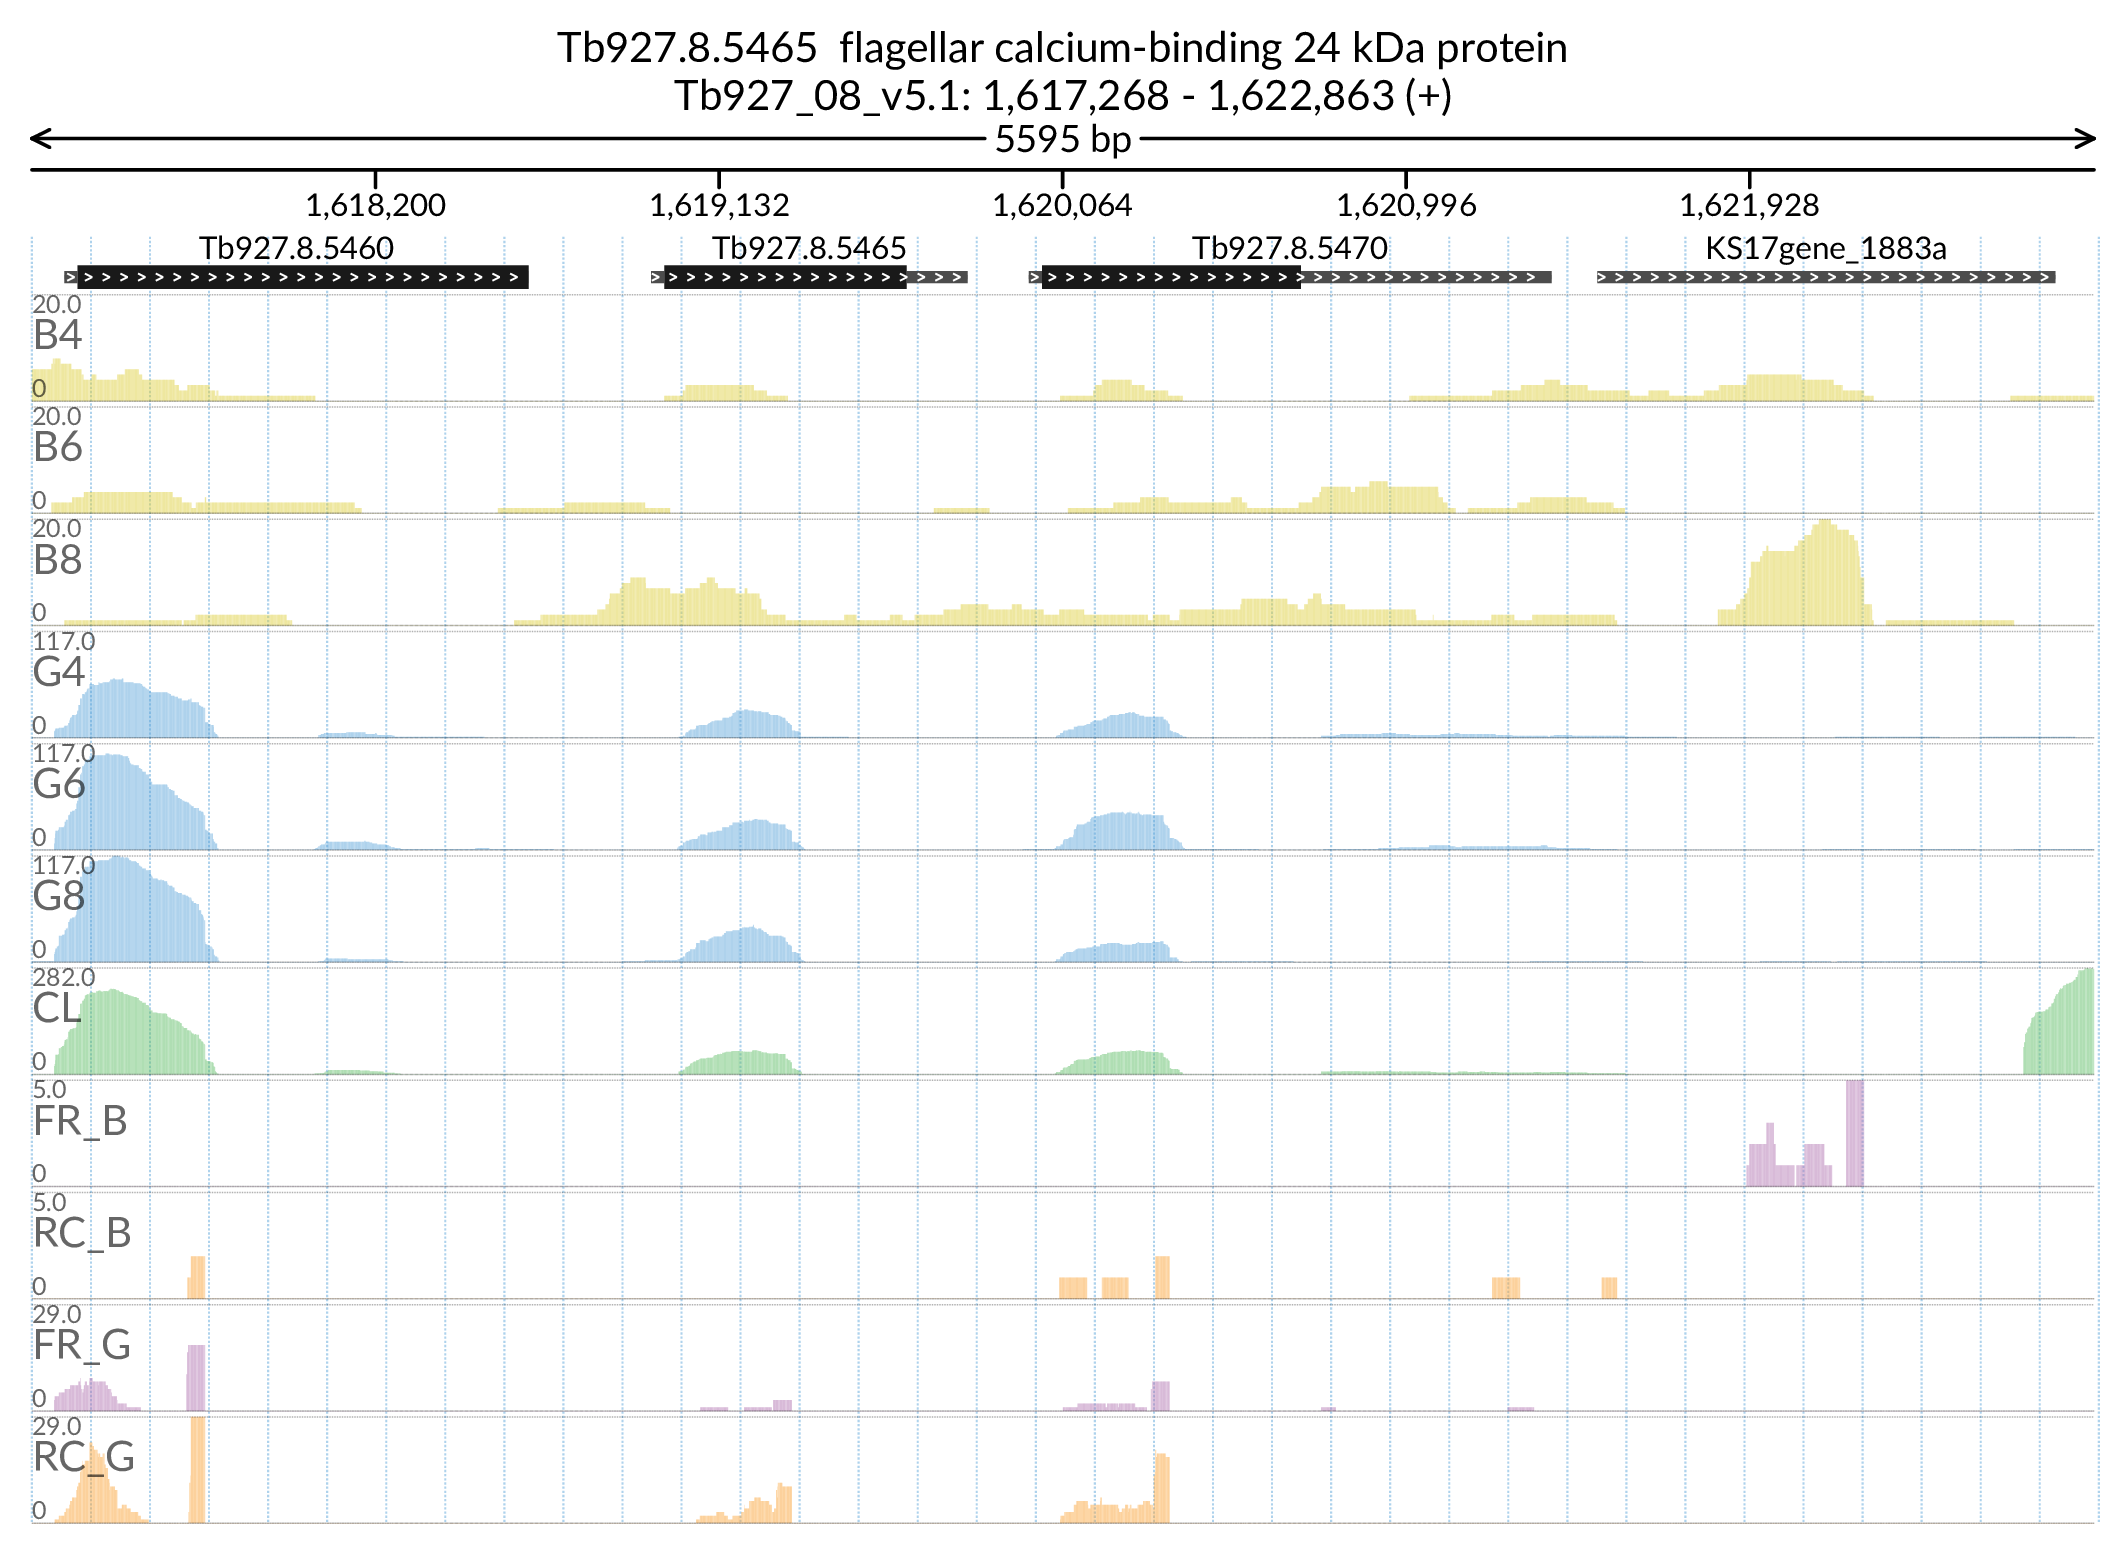 Tb927.8.5465  flagellar calcium-binding 24 kDa protein
Tb927_08_v5.1: 1,617,268 - 1,622,863 (+)
5595 bp
1,618,200 1,619,132 1,620,064 1,620,996 1,621,928
Tb927.8.5460 Tb927.8.5465 Tb927.8.5470 KS17gene_1883a
20.0
B4
0
20.0
B6
0
20.0
B8
0
117.0
G4
0
117.0
G6
0
117.0
G8
0
282.0
CL
0
5.0
FR_B
0
5.0
RC_B
0
29.0
FR_G
0
29.0
RC_G
0